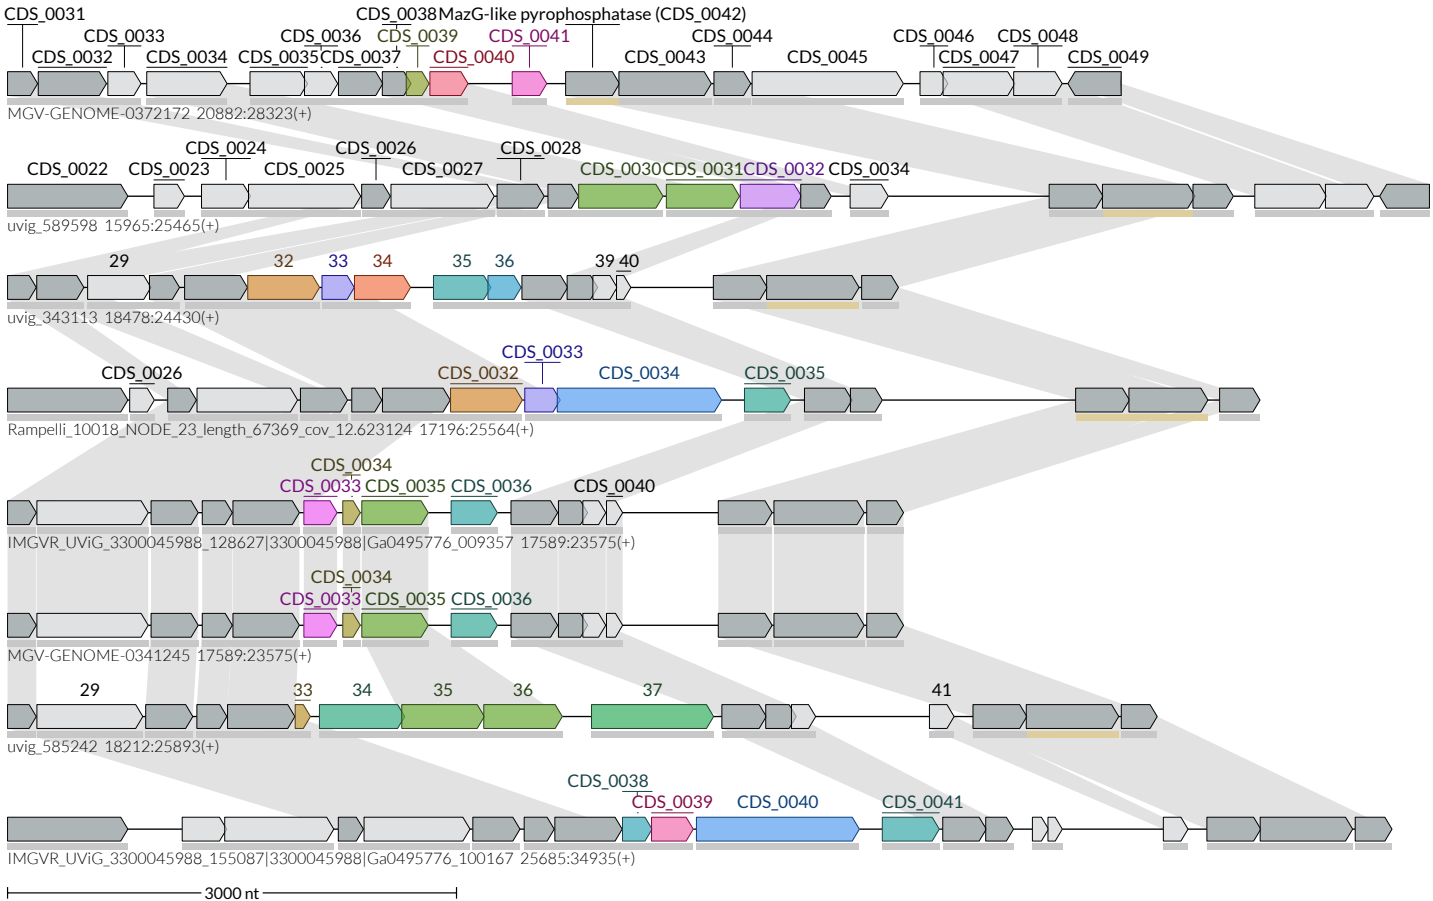 CDS_0031 CDS_0038 MazG-like pyrophosphatase (CDS_0042)
CDS_0033 CDS_0036 CDS_0039 CDS_0041 CDS_0044 CDS_0046 CDS_0048
CDS_0032 CDS_0034 CDS_0035 CDS_0037 CDS_0040 CDS_0043 CDS_0045 CDS_0047 CDS_0049
MGV-GENOME-0372172 20882:28323(+)
CDS_0024 CDS_0026 CDS_0028
CDS_0022 CDS_0023 CDS_0025 CDS_0027 CDS_0030 CDS_0031 CDS_0032 CDS_0034
uvig_589598 15965:25465(+)
29 32 33 34 35 36 39 40
uvig_343113 18478:24430(+)
CDS_0033
CDS_0026 CDS_0032 CDS_0034 CDS_0035
Rampelli_10018_NODE_23_length_67369_cov_12.623124 17196:25564(+)
CDS_0034
CDS_0033 CDS_0035 CDS_0036 CDS_0040
IMGVR_UViG_3300045988_128627|3300045988|Ga0495776_009357 17589:23575(+)
CDS_0034
CDS_0033 CDS_0035 CDS_0036
MGV-GENOME-0341245 17589:23575(+)
29 33 34 35 36 37 41
uvig_585242 18212:25893(+)
CDS_0038
CDS_0039 CDS_0040 CDS_0041
IMGVR_UViG_3300045988_155087|3300045988|Ga0495776_100167 25685:34935(+)
3000 nt